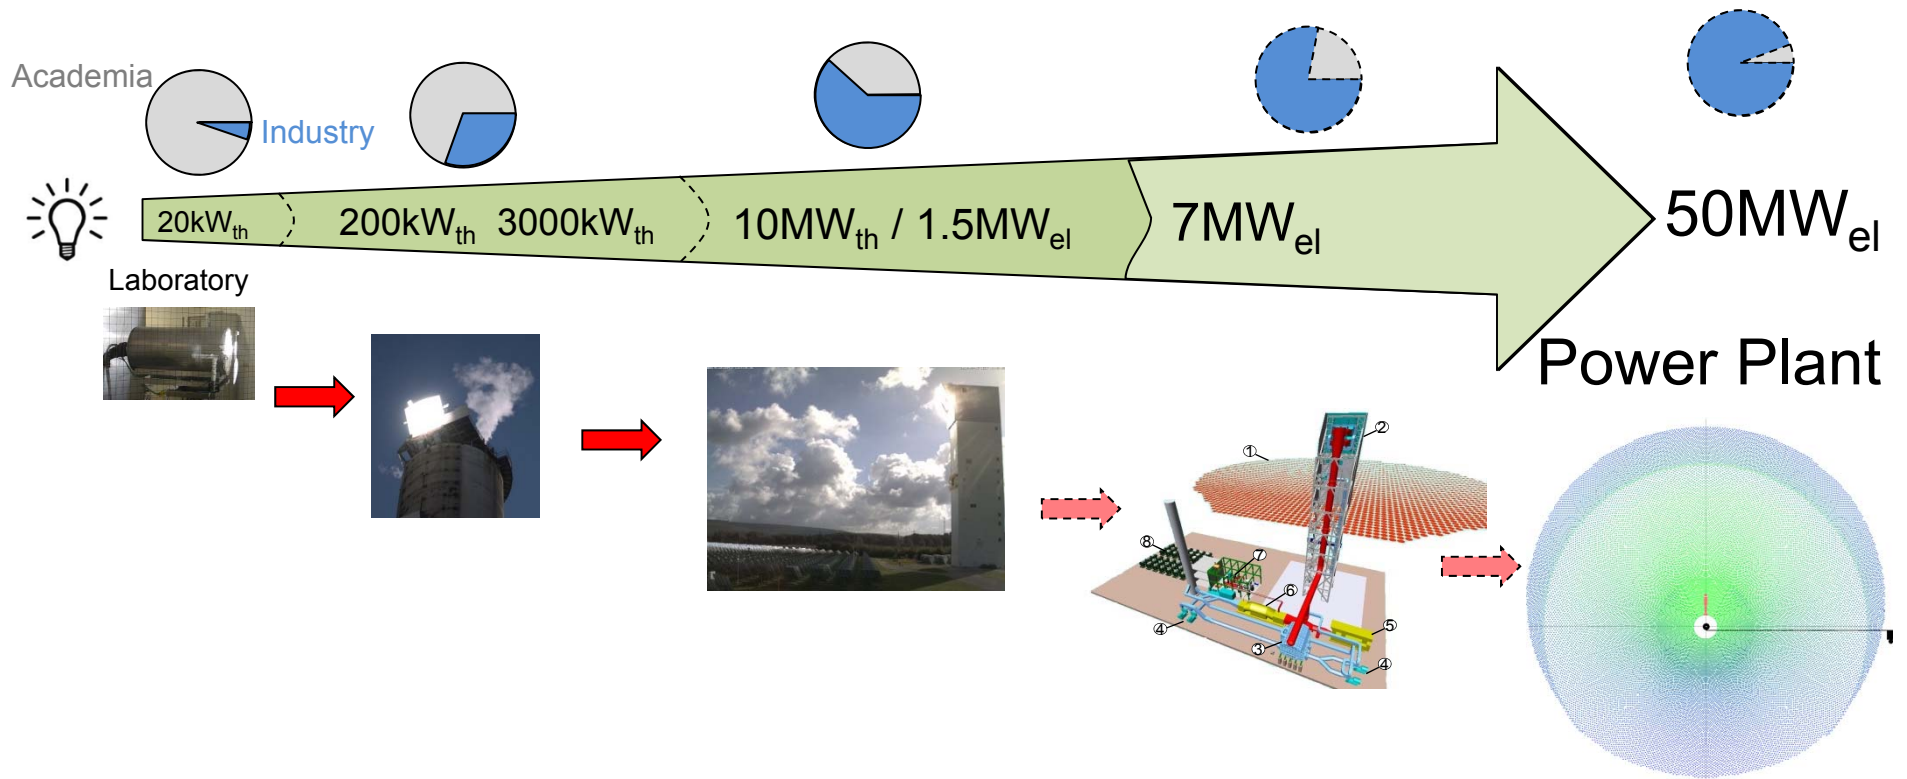 Academia
Industry
20kWth
200kWth 3000kWth
10MWth / 1.5MWel
7MWel
50MWel
Laboratory
Power Plant
①
②
③
④
④
⑤
⑥
⑦
⑧